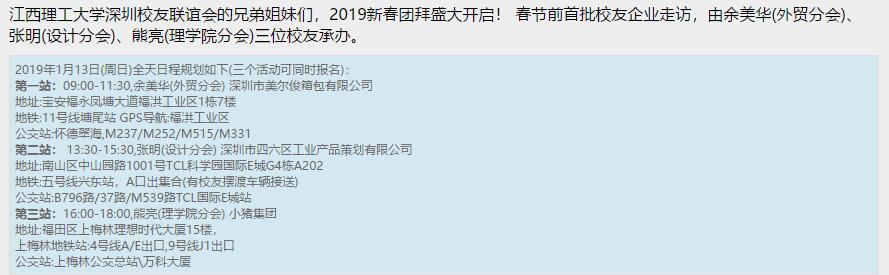 江西理工大学深圳校友联谊会的兄弟姐妹们，2019新春团拜盛大开启！ 春节前首批校友企业走访，由余美华(外贸分会)、
张明(设计分会)、熊亮(理学院分会)三位校友承办。
2019年1月13日(周日)全天日程规划如下(三个活动可同时报名)：
第一站：09:00-11:30,余美华(外贸分会) 深圳市美尔俊箱包有限公司
地址:宝安福永凤塘大道福洪工业区1栋7楼
地铁:11号线塘尾站 GPS导航:福洪工业区
公交站:怀德翠海,M237/M252/M515/M331
第二站： 13:30-15:30,张明(设计分会) 深圳市四六区工业产品策划有限公司
地址:南山区中山园路1001号TCL科学园国际E城G4栋A202
地铁:五号线兴东站，A口出集合(有校友摆渡车辆接送)
公交站:B796路/37路/M539路TCL国际E城站
第三站：16:00-18:00,熊亮(理学院分会) 小猪集团
地址:福田区上梅林理想时代大厦15楼,
上梅林地铁站:4号线A/E出口,9号线J1出口
公交站:上梅林公交总站\万科大厦